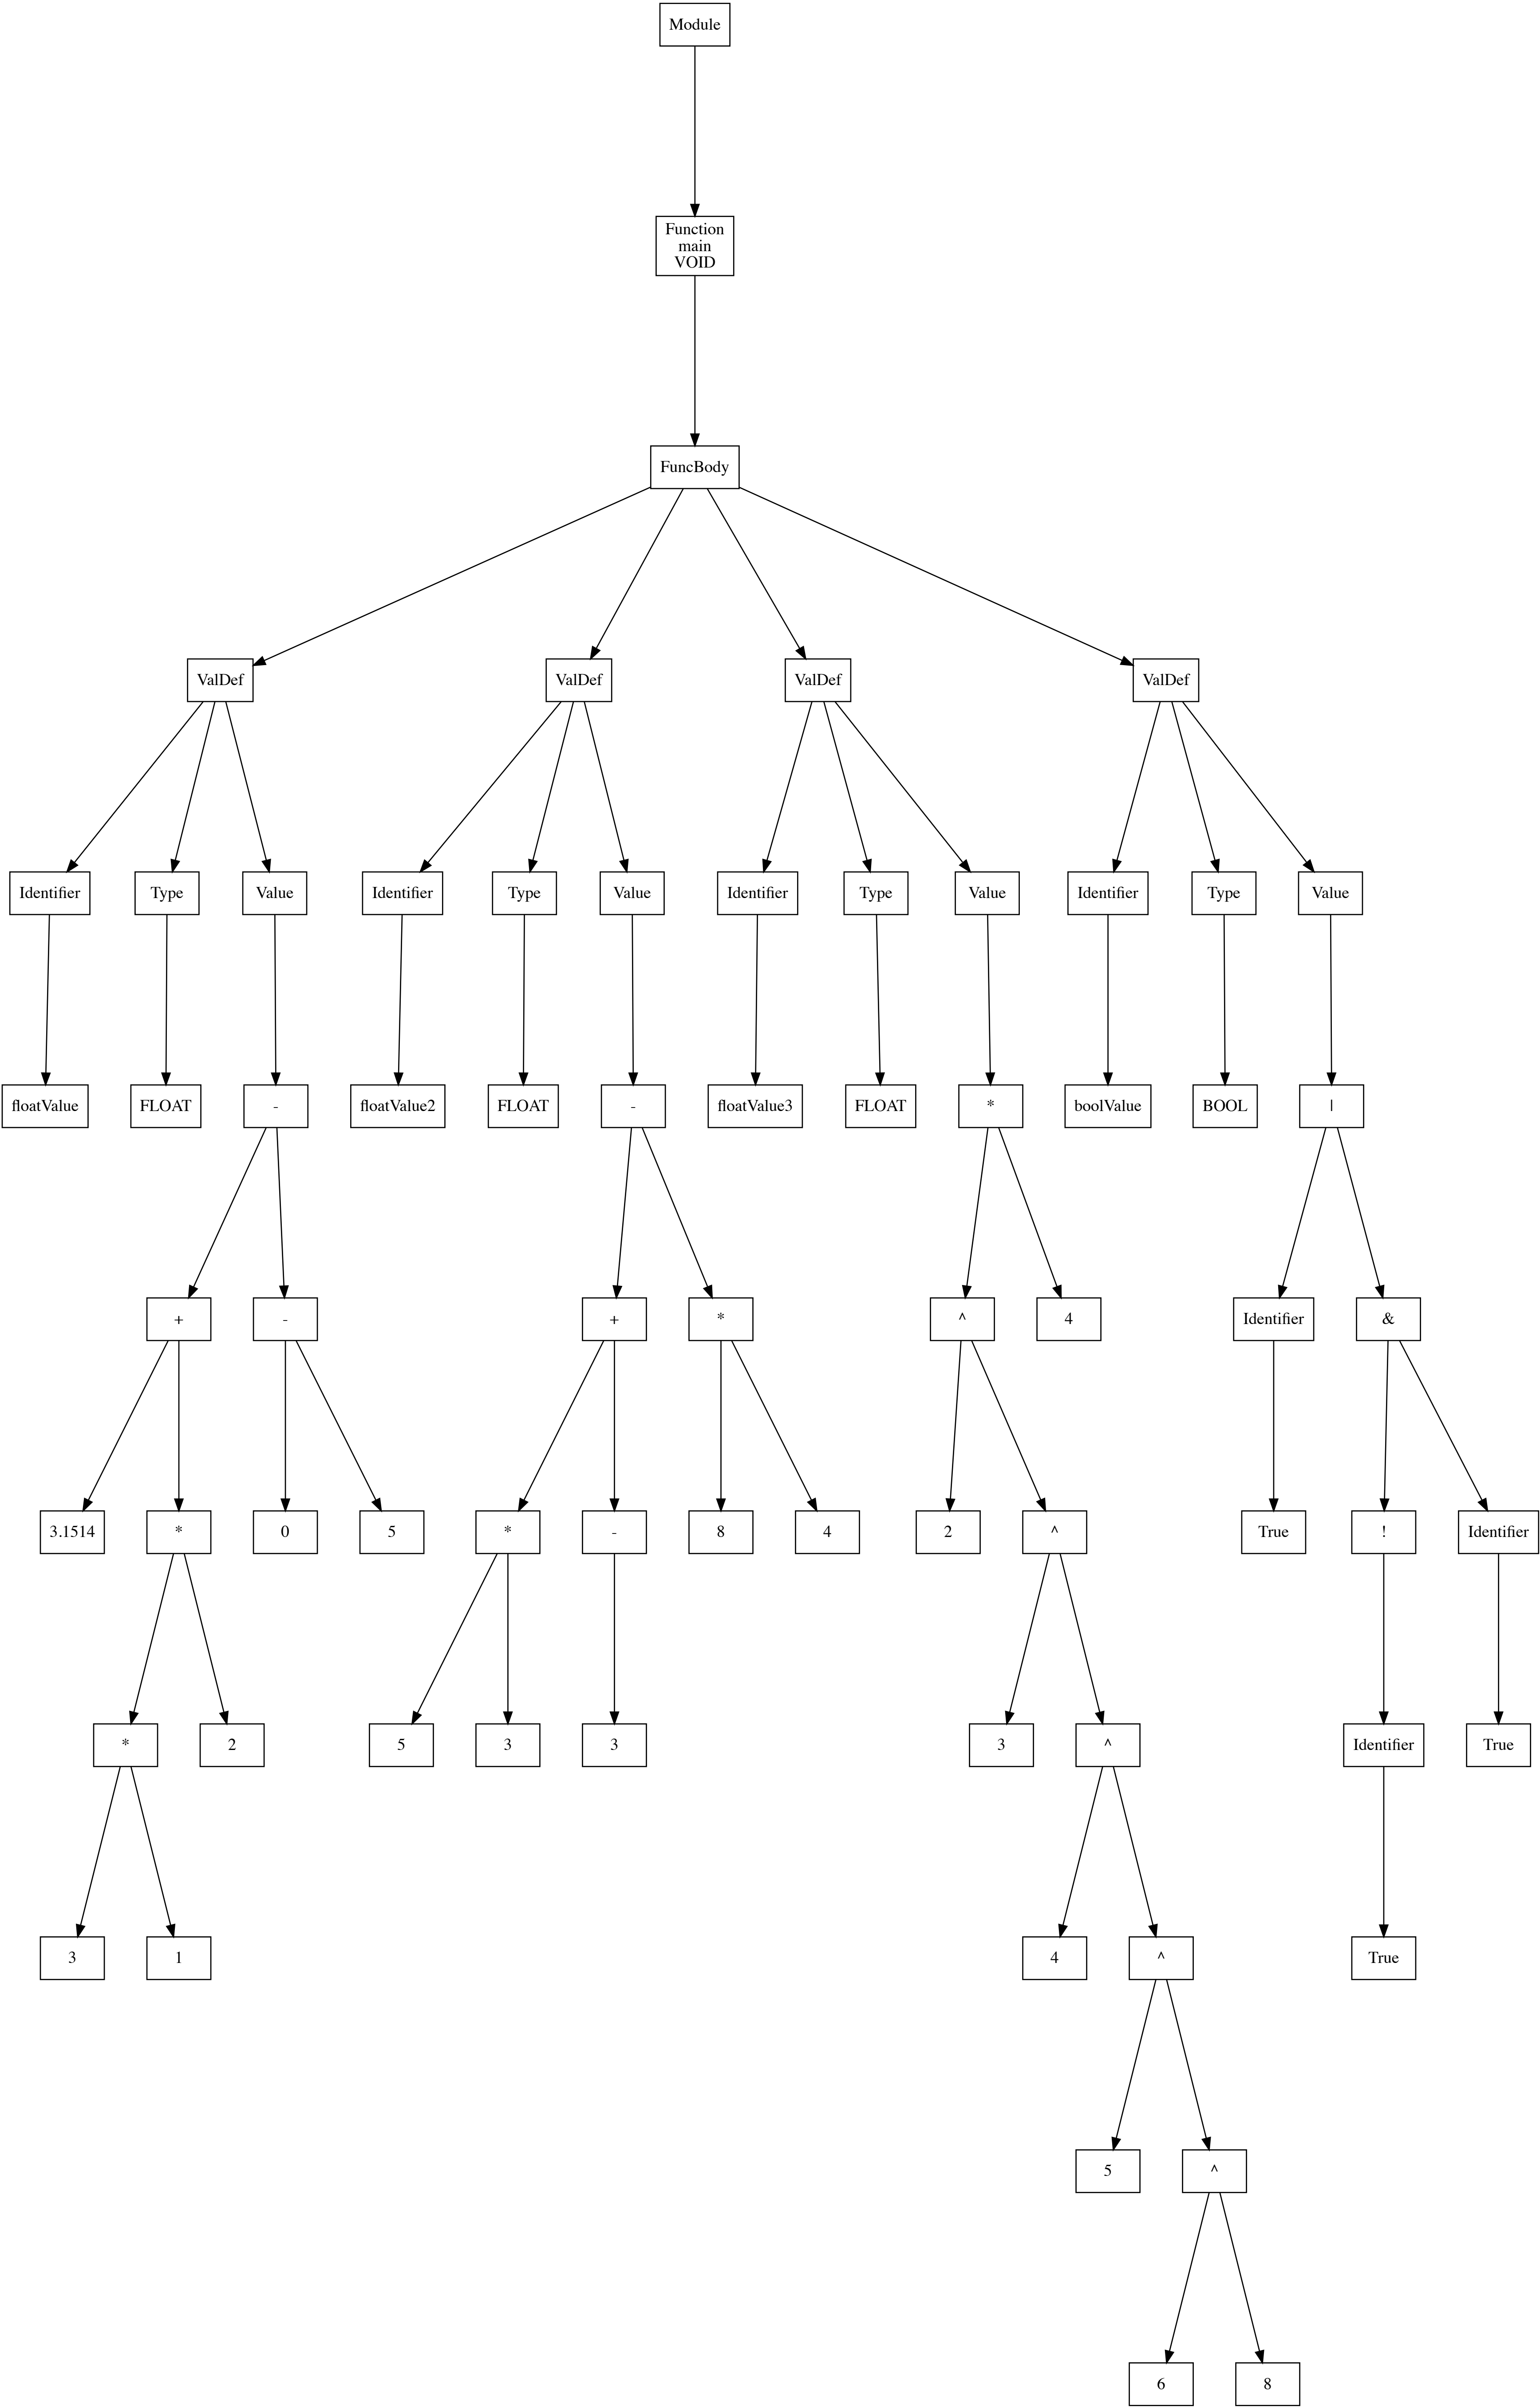 Module
Function
main
VOID
FuncBody
ValDef
ValDef
ValDef
ValDef
Identifier
Type
Value
Identifier
Type
Value
Identifier
Type
Value
Identifier
Type
Value
floatValue
FLOAT
-
floatValue2
FLOAT
-
floatValue3
FLOAT
*
boolValue
BOOL
|
+
-
+
*
^
4
Identifier
&
3.1514
*
0
5
*
-
8
4
2
^
True
!
Identifier
*
2
5
3
3
3
^
Identifier
True
3
1
4
^
True
5
^
6
8